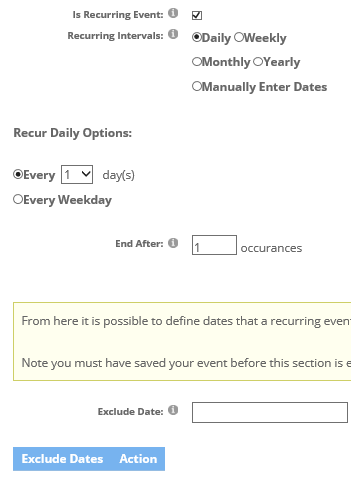 Is Recurring Event:
Recurring Intervals: Daily Weekly
Monthly Yearly
Manually Enter Dates
Recur Daily Options:
Every 1 day(s)
Every Weekday
End After: 1 occurances
From here it is possible to define dates that a recurring even
Note you must have saved your event before this section is e
Exclude Date:
Exclude Dates Action